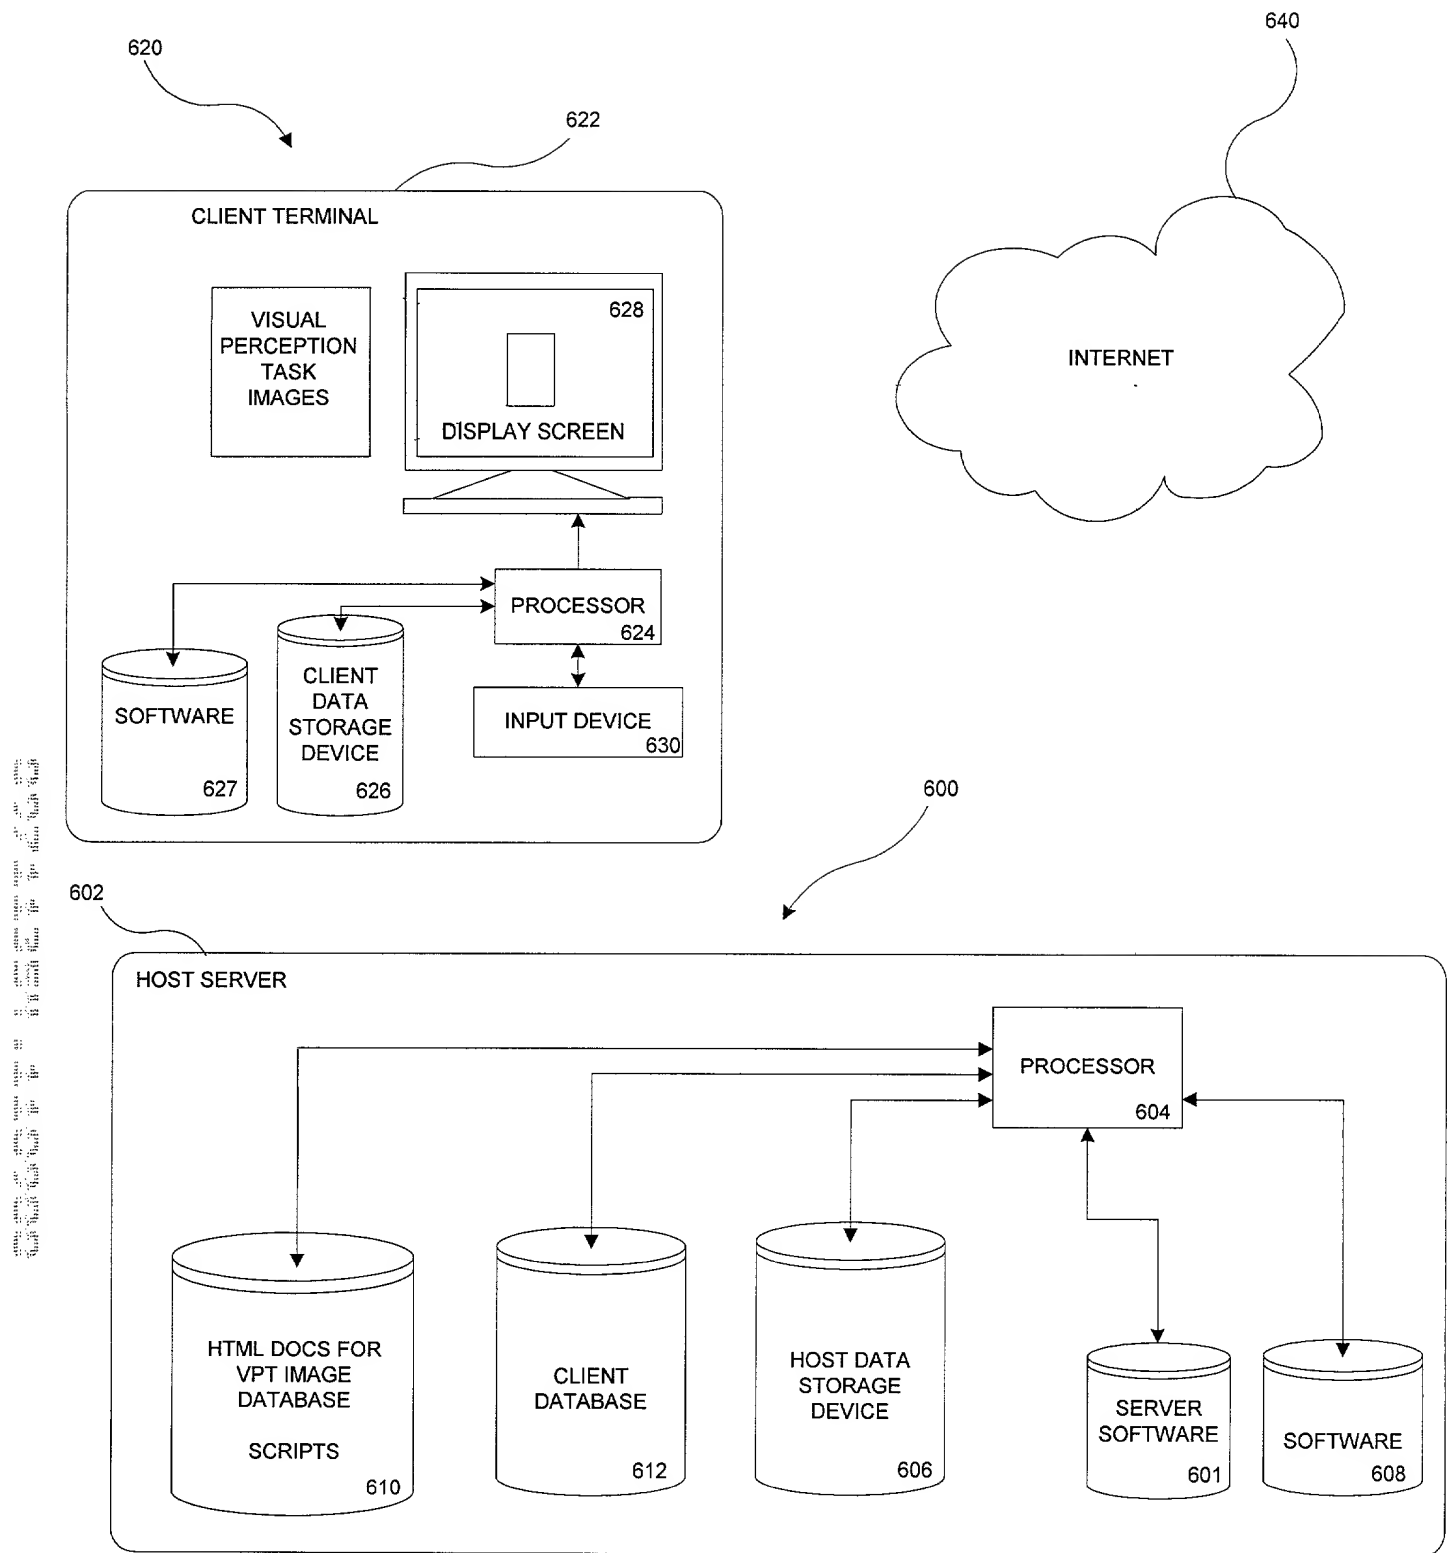 620
640
622
CLIENT TERMINAL
VISUAL
PERCEPTION
TASK
IMAGES
628
DISPLAY SCREEN
INTERNET
PROCESSOR
624
CLIENT
DATA
STORAGE
DEVICE
626
SOFTWARE
627
INPUT DEVICE
630
600
602
HOST SERVER
PROCESSOR
604
HTML DOCS FOR
VPT IMAGE
DATABASE
SCRIPTS
610
CLIENT
DATABASE
612
HOST DATA
STORAGE
DEVICE
606
SERVER
SOFTWARE
601
SOFTWARE
608